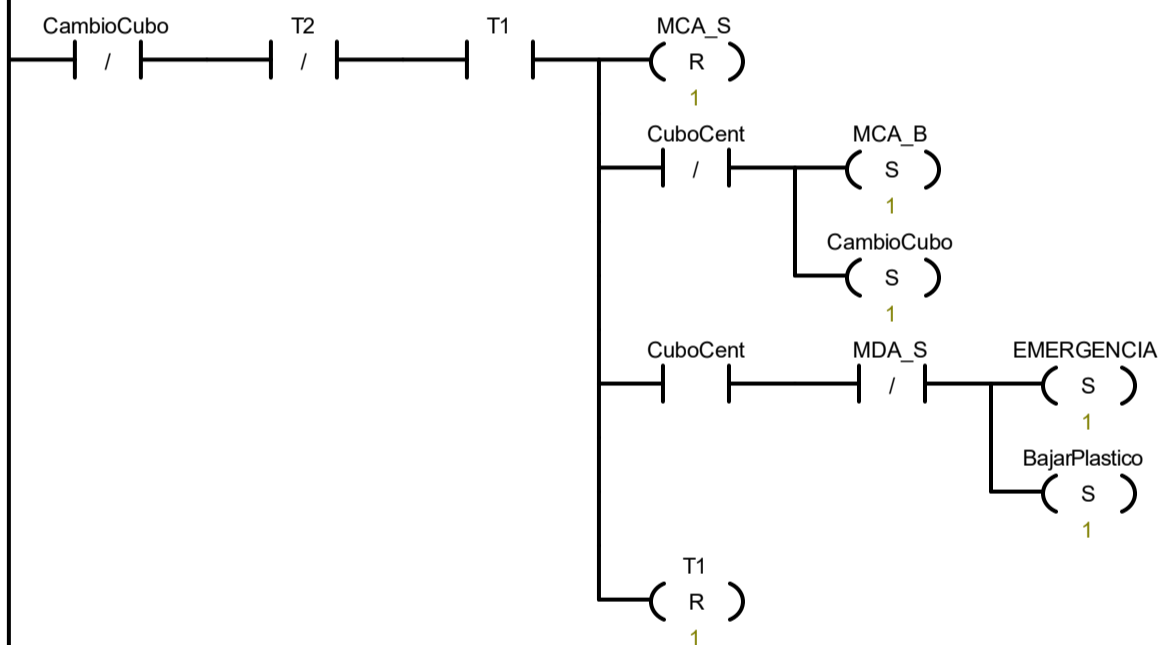 CambioCubo T2 T1 MCA_S
/ / R
1
CuboCent MCA_B
/ S
1
CambioCubo
S
1
CuboCent MDA_S EMERGENCIA
/ S
1
BajarPlastico
S
1
T1
R
1